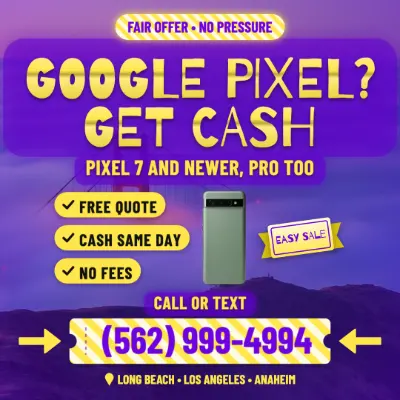 FAIR OFFER • NO PRESSURE
GOOGLE PIXEL?
GET CASH
PIXEL 7 AND NEWER, PRO TOO
FREE QUOTE
CASH SAME DAY
NO FEES
EASY SALE
CALL OR TEXT
(562) 999-4994
LONG BEACH • LOS ANGELES • ANAHEIM